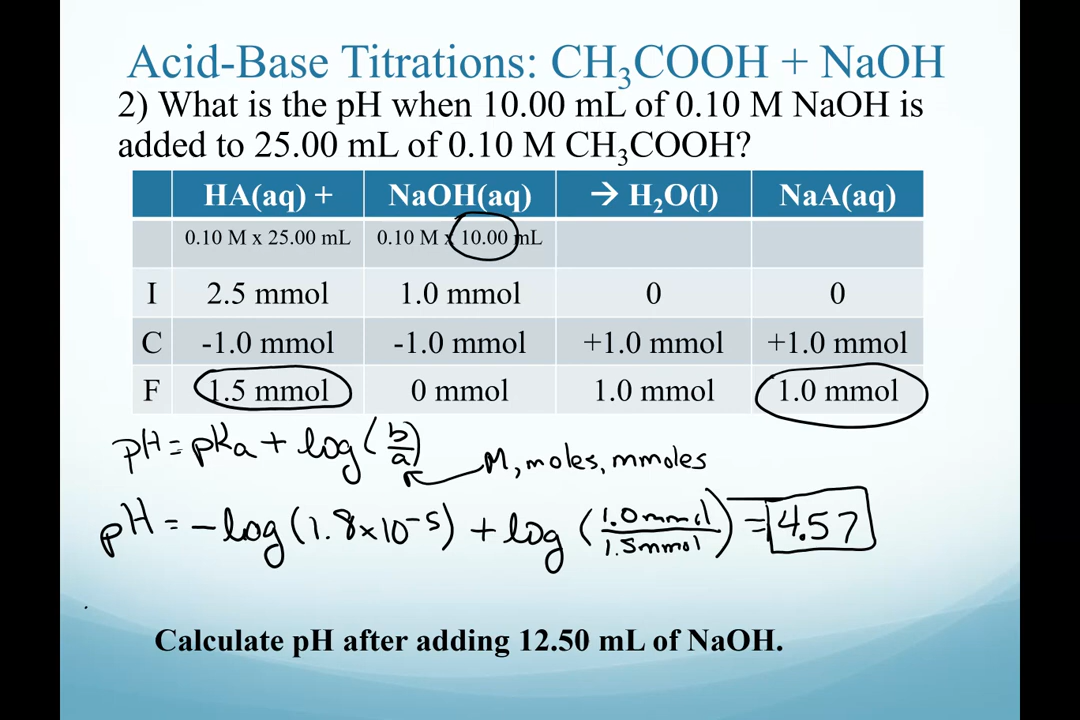 Acid-Base Titrations: CH₃COOH + NaOH
2) What is the pH when 10.00 mL of 0.10 M NaOH is
added to 25.00 mL of 0.10 M CH₃COOH?
HA(aq) + NaOH(aq) → H₂O(l) NaA(aq)
0.10 M x 25.00 mL 0.10 M x 10.00 mL
I 2.5 mmol 1.0 mmol 0 0
C -1.0 mmol -1.0 mmol +1.0 mmol +1.0 mmol
F 1.5 mmol 0 mmol 1.0 mmol 1.0 mmol
pH = pKa + log(b/a) M, moles, mmoles
pH = -log(1.8x10⁻⁵) + log(1.0mmol/1.5mmol) = 4.57
Calculate pH after adding 12.50 mL of NaOH.